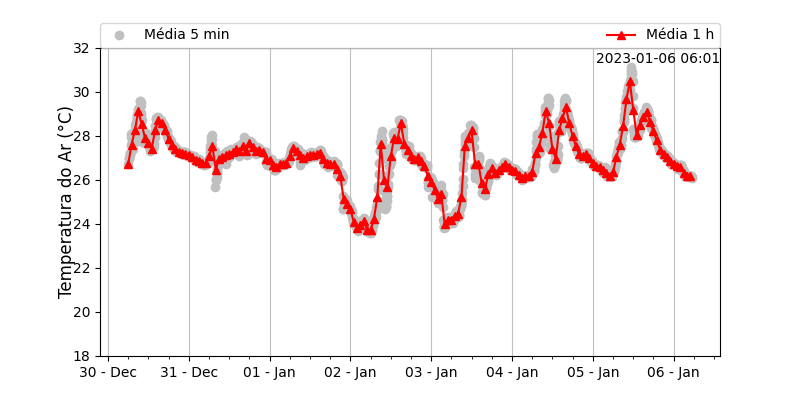 Média 5 min
Média 1 h
2023-01-06 06:01
Temperatura do Ar (°C)
32
30
28
26
24
22
20
18
30 - Dec
31 - Dec
01 - Jan
02 - Jan
03 - Jan
04 - Jan
05 - Jan
06 - Jan